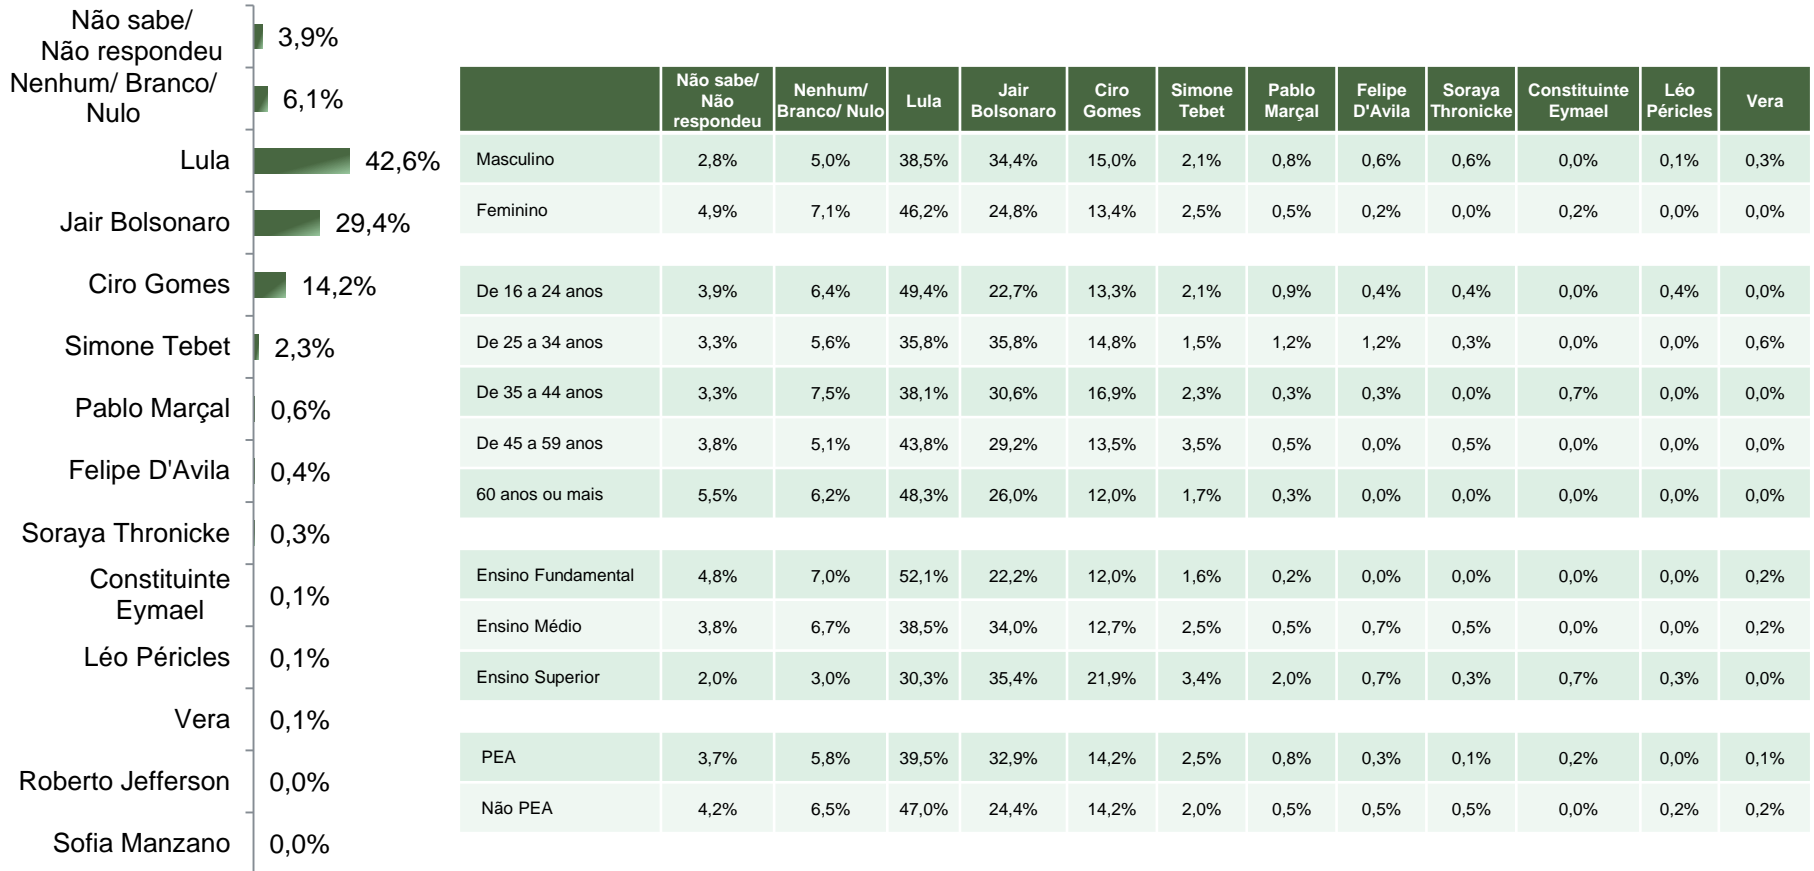 Não sabe/
Não respondeu
3,9%
Nenhum/ Branco/
Nulo
6,1%
Lula
42,6%
Jair Bolsonaro
29,4%
Ciro Gomes
14,2%
Simone Tebet
2,3%
Pablo Marçal
0,6%
Felipe D'Avila
0,4%
Soraya Thronicke
0,3%
Constituinte
Eymael
0,1%
Léo Péricles
0,1%
Vera
0,1%
Roberto Jefferson
0,0%
Sofia Manzano
0,0%
Não sabe/
Não
respondeu
Nenhum/
Branco/ Nulo
Lula
Jair
Bolsonaro
Ciro
Gomes
Simone
Tebet
Pablo
Marçal
Felipe
D'Avila
Soraya
Thronicke
Constituinte
Eymael
Léo
Péricles
Vera
Masculino 2,8% 5,0% 38,5% 34,4% 15,0% 2,1% 0,8% 0,6% 0,6% 0,0% 0,1% 0,3%
Feminino 4,9% 7,1% 46,2% 24,8% 13,4% 2,5% 0,5% 0,2% 0,0% 0,2% 0,0% 0,0%
De 16 a 24 anos 3,9% 6,4% 49,4% 22,7% 13,3% 2,1% 0,9% 0,4% 0,4% 0,0% 0,4% 0,0%
De 25 a 34 anos 3,3% 5,6% 35,8% 35,8% 14,8% 1,5% 1,2% 1,2% 0,3% 0,0% 0,0% 0,6%
De 35 a 44 anos 3,3% 7,5% 38,1% 30,6% 16,9% 2,3% 0,3% 0,3% 0,0% 0,7% 0,0% 0,0%
De 45 a 59 anos 3,8% 5,1% 43,8% 29,2% 13,5% 3,5% 0,5% 0,0% 0,5% 0,0% 0,0% 0,0%
60 anos ou mais 5,5% 6,2% 48,3% 26,0% 12,0% 1,7% 0,3% 0,0% 0,0% 0,0% 0,0% 0,0%
Ensino Fundamental 4,8% 7,0% 52,1% 22,2% 12,0% 1,6% 0,2% 0,0% 0,0% 0,0% 0,0% 0,2%
Ensino Médio 3,8% 6,7% 38,5% 34,0% 12,7% 2,5% 0,5% 0,7% 0,5% 0,0% 0,0% 0,2%
Ensino Superior 2,0% 3,0% 30,3% 35,4% 21,9% 3,4% 2,0% 0,7% 0,3% 0,7% 0,3% 0,0%
PEA 3,7% 5,8% 39,5% 32,9% 14,2% 2,5% 0,8% 0,3% 0,1% 0,2% 0,0% 0,1%
Não PEA 4,2% 6,5% 47,0% 24,4% 14,2% 2,0% 0,5% 0,5% 0,5% 0,0% 0,2% 0,2%